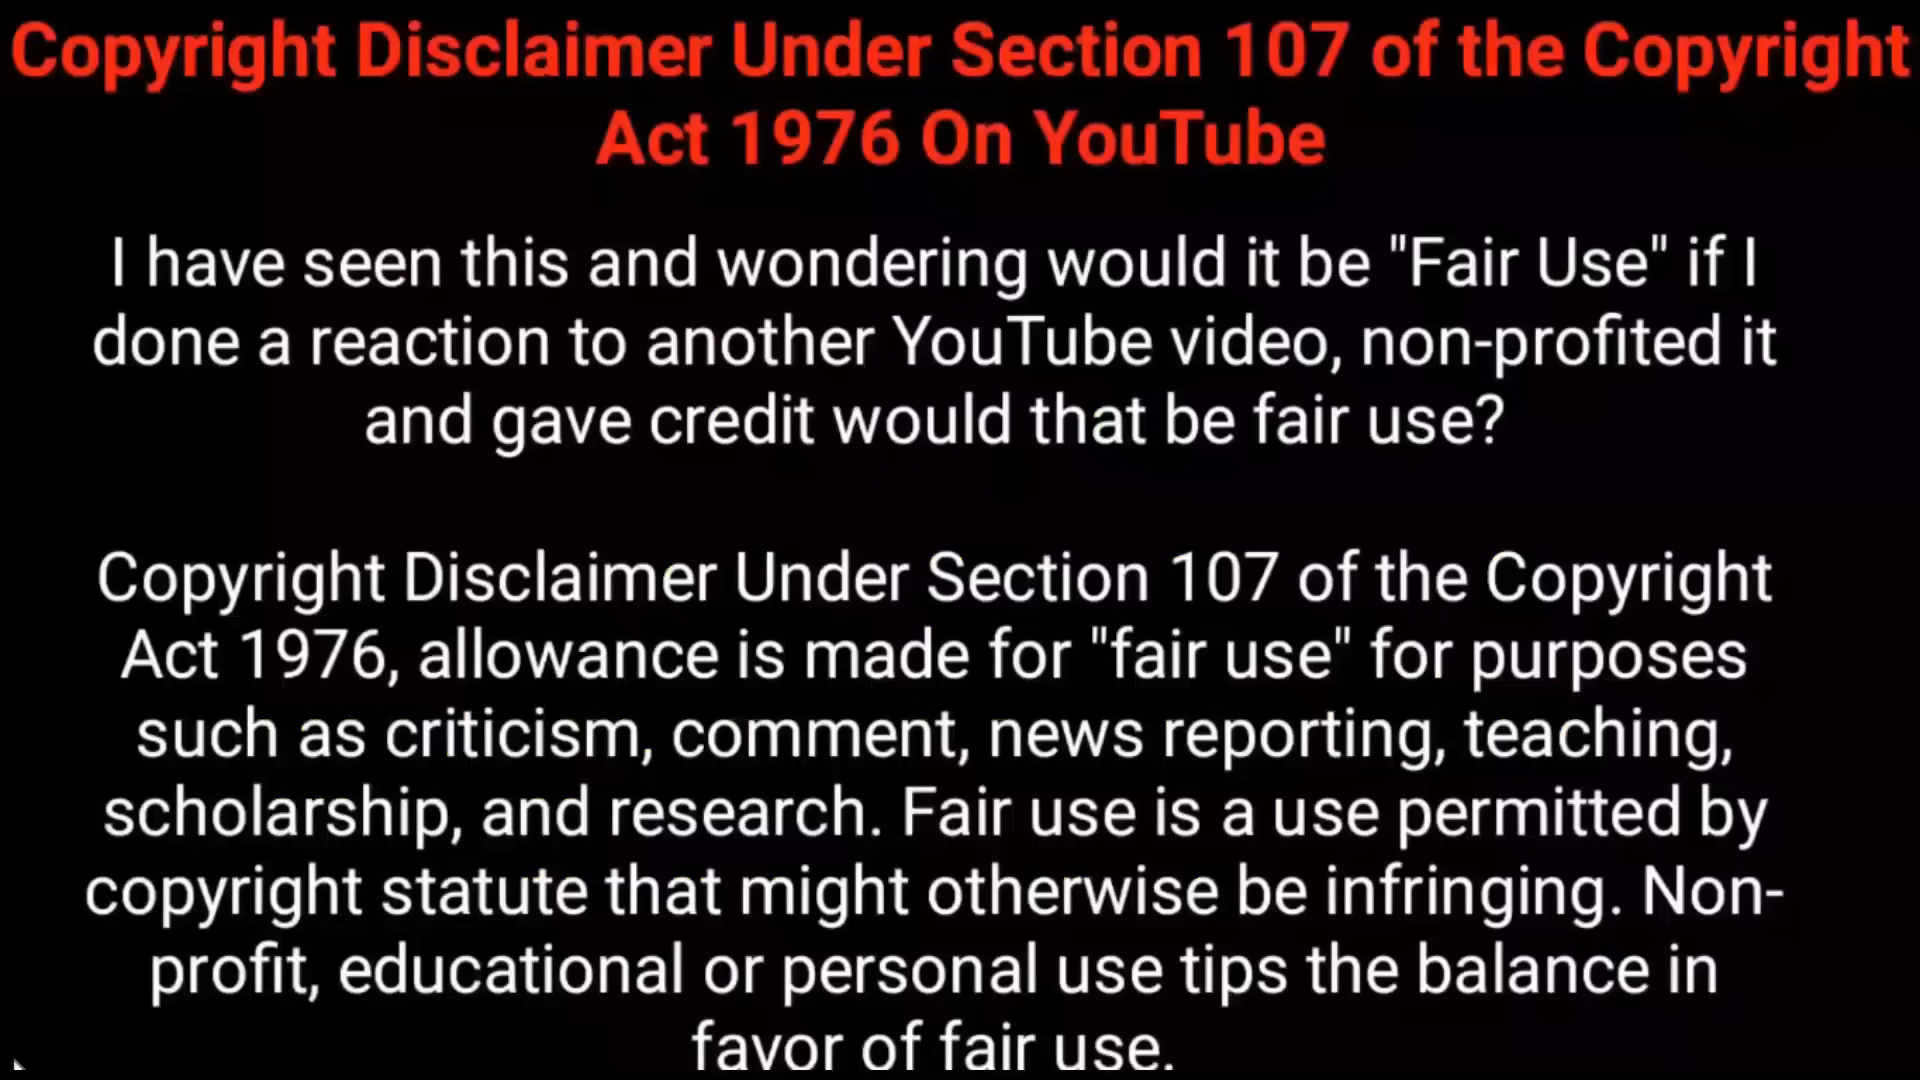 Copyright Disclaimer Under Section 107 of the Copyright
Act 1976 On YouTube
I have seen this and wondering would it be "Fair Use" if I
done a reaction to another YouTube video, non-profited it
and gave credit would that be fair use?
Copyright Disclaimer Under Section 107 of the Copyright
Act 1976, allowance is made for "fair use" for purposes
such as criticism, comment, news reporting, teaching,
scholarship, and research. Fair use is a use permitted by
copyright statute that might otherwise be infringing. Non-
profit, educational or personal use tips the balance in
favor of fair use.